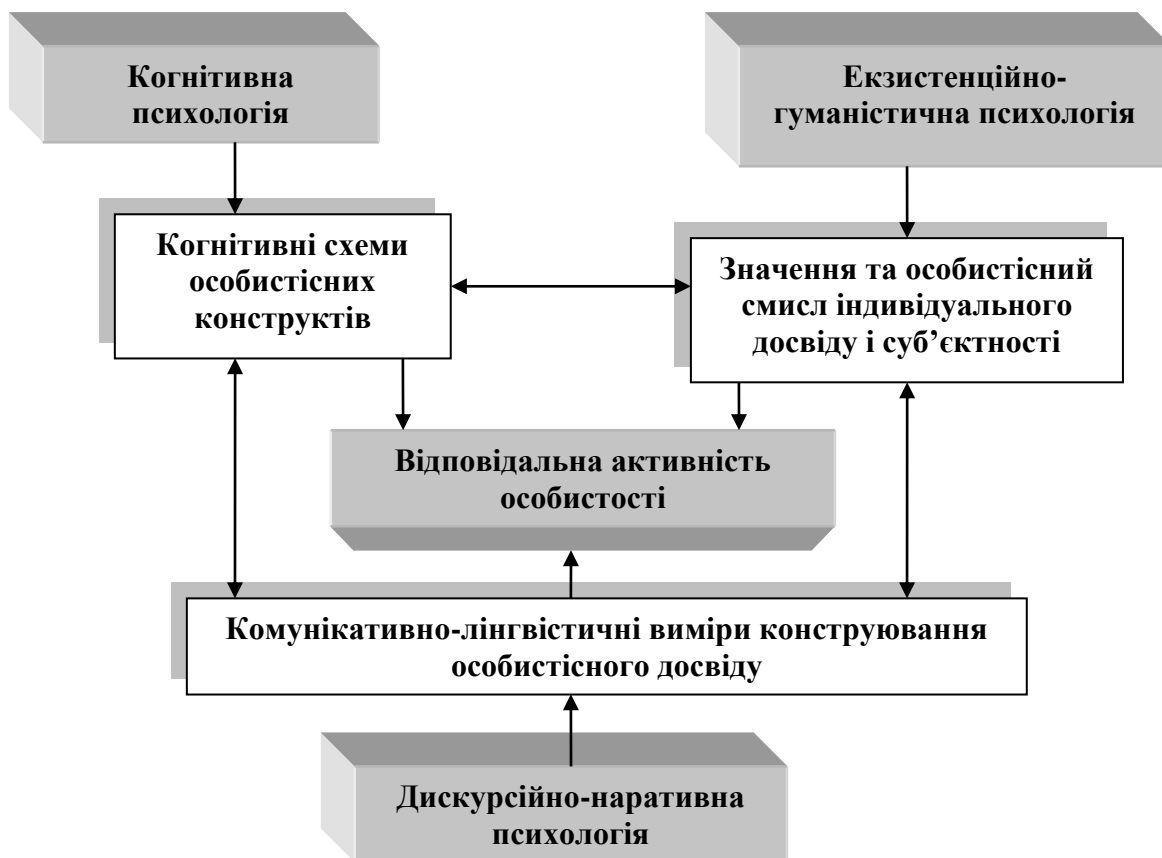 Когнітивна
психологія
Екзистенційно-
гуманістична психологія
Когнітивні схеми
особистісних
конструктів
Значення та особистісний
смисл індивідуального
досвіду і суб’єктності
Відповідальна активність
особистості
Комунікативно-лінгвістичні виміри конструювання
особистісного досвіду
Дискурсійно-наративна
психологія